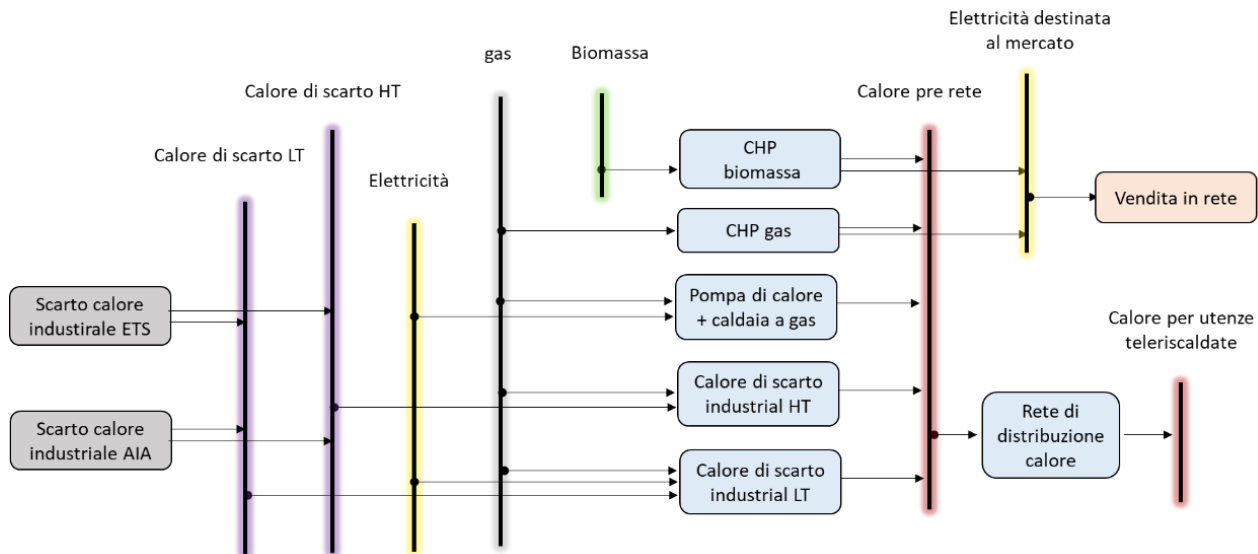 Elettricità destinata
al mercato
gas
Biomassa
Calore di scarto HT
Calore pre rete
Calore di scarto LT
Elettricità
CHP
biomassa
Vendita in rete
CHP gas
Scarto calore
industirale ETS
Pompa di calore
+ caldaia a gas
Calore per utenze
teleriscaldate
Calore di scarto
industrial HT
Scarto calore
industriale AIA
Rete di
distribuzione
calore
Calore di scarto
industrial LT